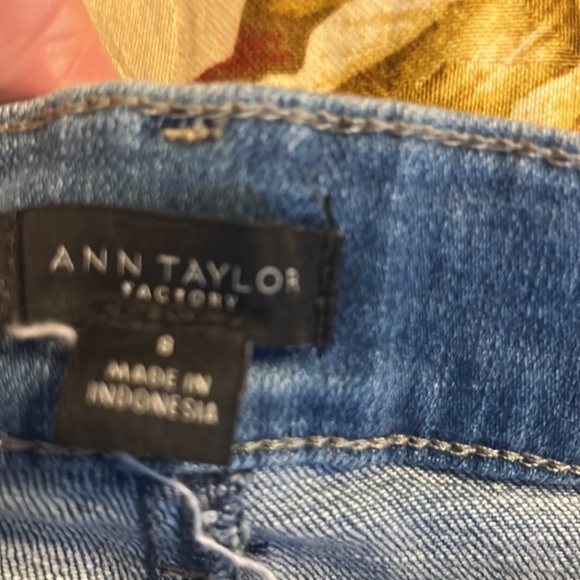 ANN TAYLOR
FACTORY
8
MADE IN
INDONESIA